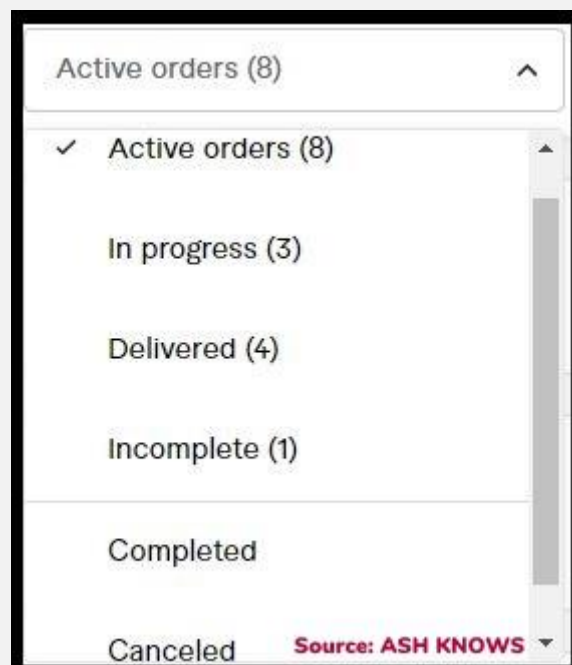 Active orders (8)
Active orders (8)
In progress (3)
Delivered (4)
Incomplete (1)
Completed
Canceled Source: ASH KNOWS